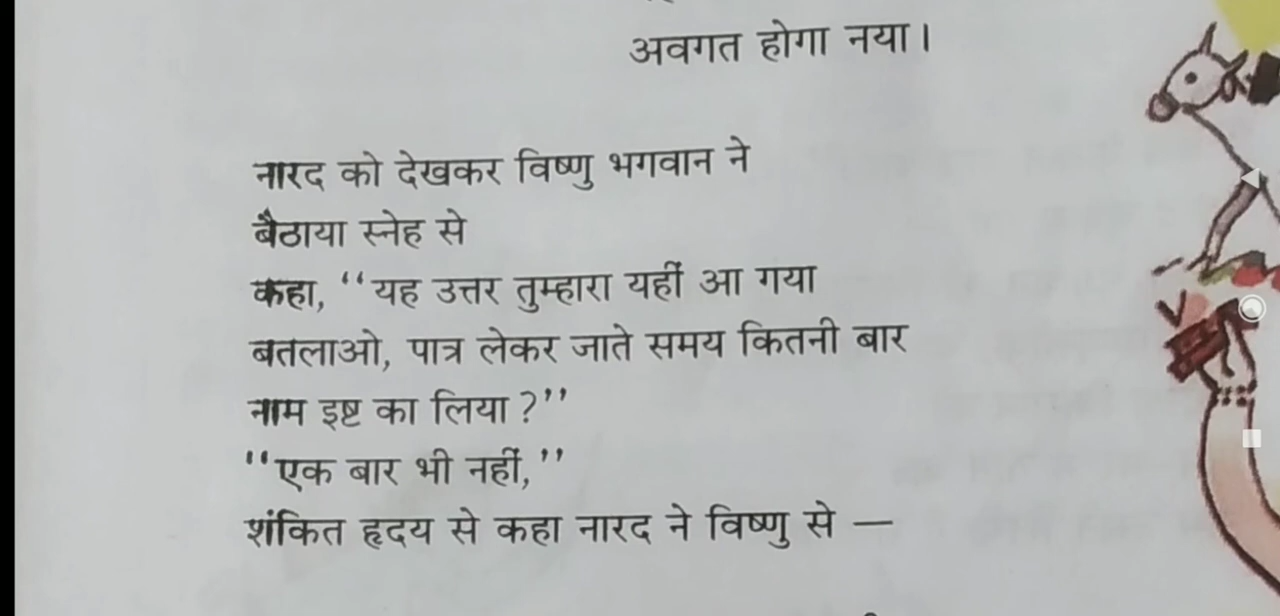 अवगत होगा नया।
नारद को देखकर विष्णु भगवान ने
बैठाया स्नेह से
कहा, ‘‘यह उत्तर तुम्हारा यहीं आ गया
बतलाओ, पात्र लेकर जाते समय कितनी बार
नाम इष्ट का लिया?’’
‘‘एक बार भी नहीं,’’
शंकित हृदय से कहा नारद ने विष्णु से —